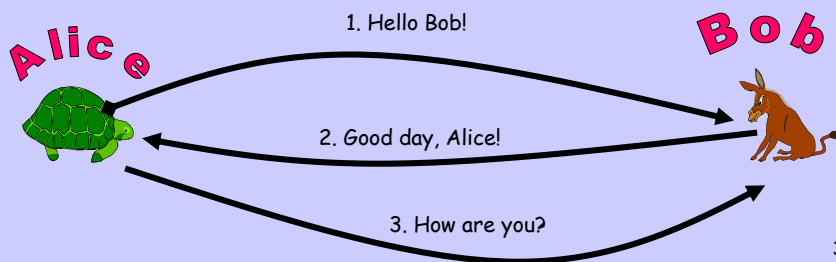 Alice
Bob
1. Hello Bob!
2. Good day, Alice!
3. How are you?